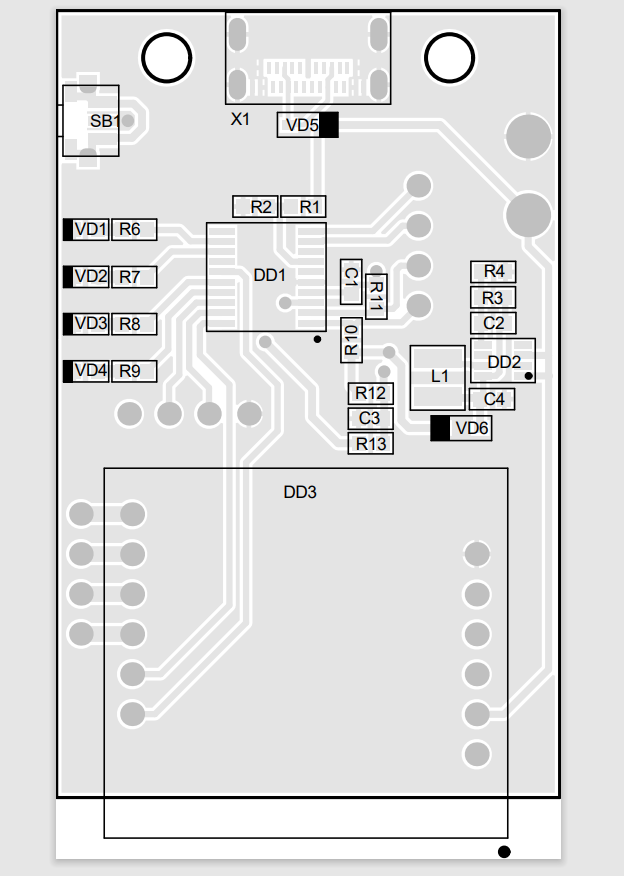 X1
SB1
VD5
R2
R1
VD1
R6
VD2
R7
DD1
C1
R11
R4
R3
C2
VD3
R8
R10
DD2
VD4
R9
L1
R12
C4
C3
VD6
R13
DD3